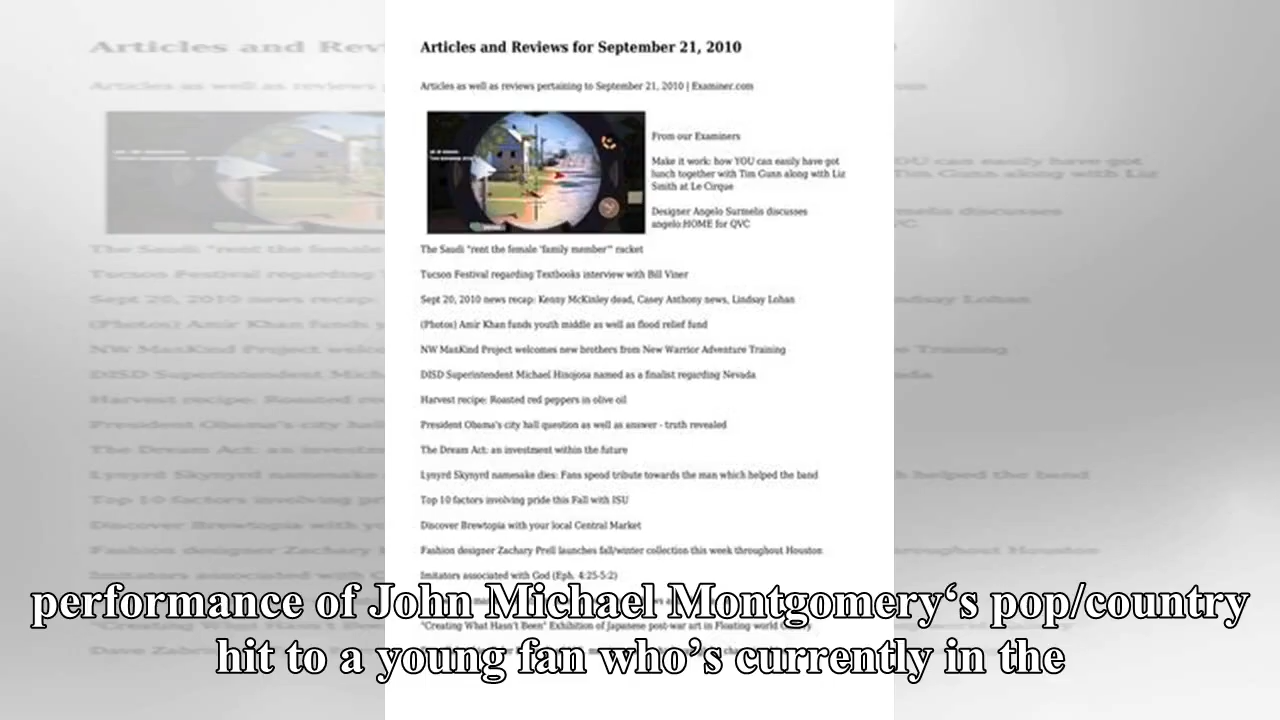 Articles and Reviews for September 21, 2010
Articles as well as reviews pertaining to September 21, 2010 | Examiner.com
From our Examiners
Make it work: how YOU can easily have got
lunch together with Tim Gunn along with Liz
Smith at Le Cirque
Designer Angelo Surmelis discusses
angelo:HOME for QVC
The Saudi "rent the female 'family member'" racket
Tucson Festival regarding Textbooks interview with Bill Viner
Sept 20, 2010 news recap: Kenny McKinley dead, Casey Anthony news, Lindsay Lohan
(Photos) Amir Khan funds youth middle as well as flood relief fund
NW ManKind Project welcomes new brothers from New Warrior Adventure Training
DISD Superintendent Michael Hinojosa named as a finalist regarding Nevada
Harvest recipe: Roasted red peppers in olive oil
President Obama's city hall question as well as answer - truth revealed
The Dream Act: an investment within the future
Lynyrd Skynyrd namesake dies: Fans spend tribute towards the man which helped the band
Top 10 factors involving pride this Fall with ISU
Discover Brewtopia with your local Central Market
Fashion designer Zachary Prell launches fall/winter collection this week throughout Houston
Imitators associated with God (Eph. 4:25-5:2)
performance of John Michael Montgomery‘s pop/country
"Creating What Hasn't Been" Exhibition of Japanese post-war art in Floating world
hit to a young fan who’s currently in the